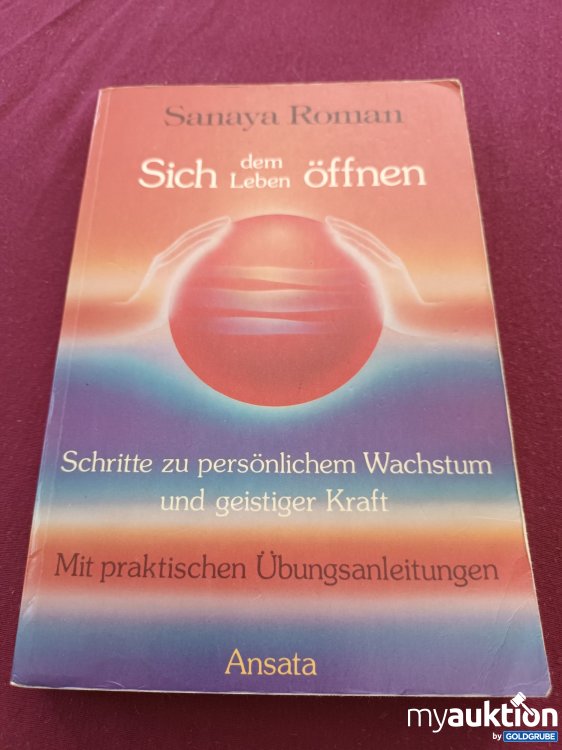 Sanaya Roman
Sich dem Leben öffnen
Schritte zu persönlichem Wachstum
und geistiger Kraft
Mit praktischen Übungsanleitungen
Ansata
myauktion
by GOLDGRUBE